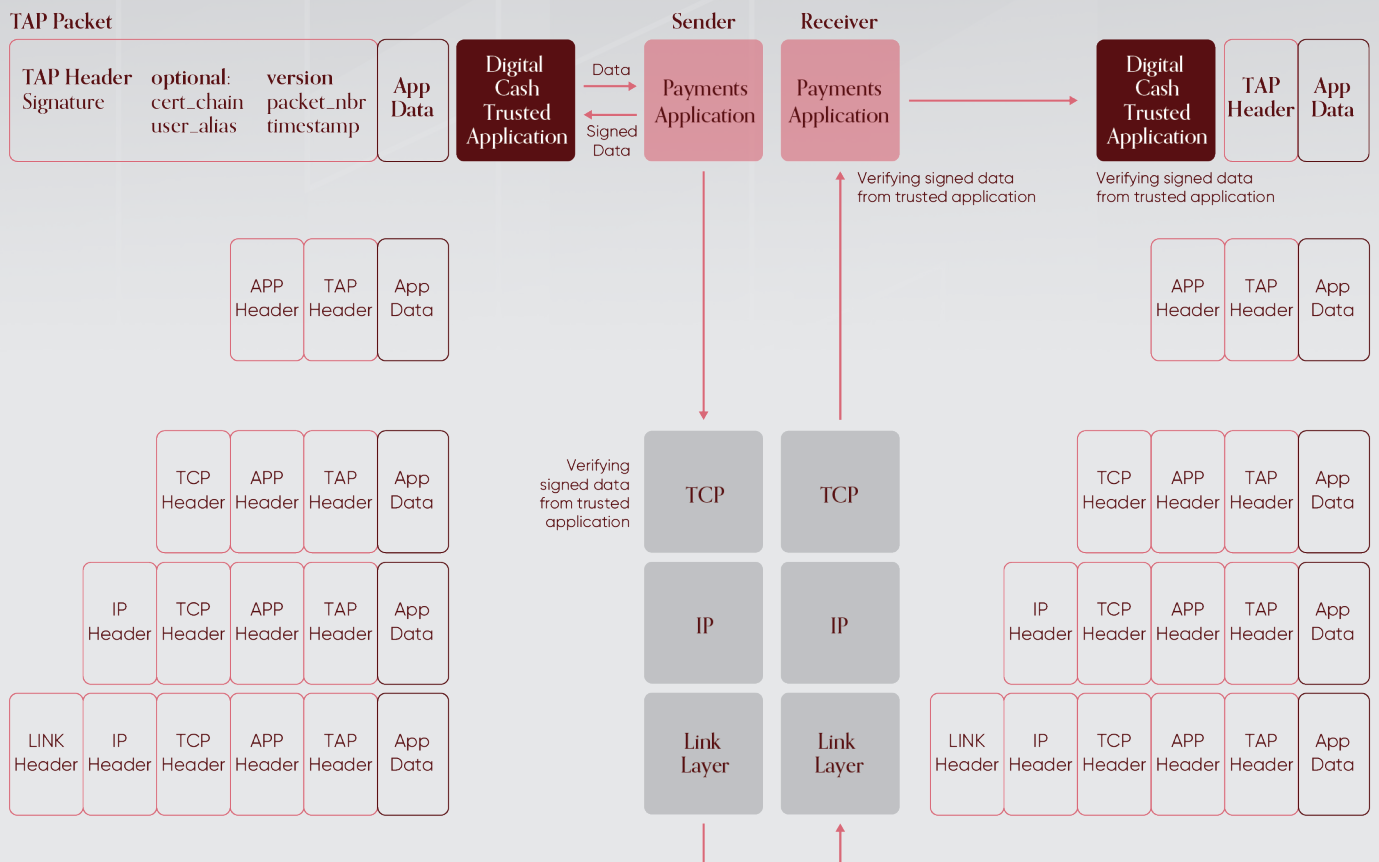 TAP Packet
Sender
Receiver
TAP Header
Signature
optional:
cert_chain
user_alias
version
packet_nbr
timestamp
App
Data
Digital
Cash
Trusted
Application
Data
Signed
Data
Payments
Application
Payments
Application
Digital
Cash
Trusted
Application
TAP
Header
App
Data
Verifying signed data
from trusted application
Verifying signed data
from trusted application
APP
Header
TAP
Header
App
Data
APP
Header
TAP
Header
App
Data
TCP
Header
APP
Header
TAP
Header
App
Data
Verifying
signed data
from trusted
application
TCP
TCP
TCP
Header
APP
Header
TAP
Header
App
Data
IP
Header
TCP
Header
APP
Header
TAP
Header
App
Data
IP
IP
IP
Header
TCP
Header
APP
Header
TAP
Header
App
Data
LINK
Header
IP
Header
TCP
Header
APP
Header
TAP
Header
App
Data
Link
Layer
Link
Layer
LINK
Header
IP
Header
TCP
Header
APP
Header
TAP
Header
App
Data